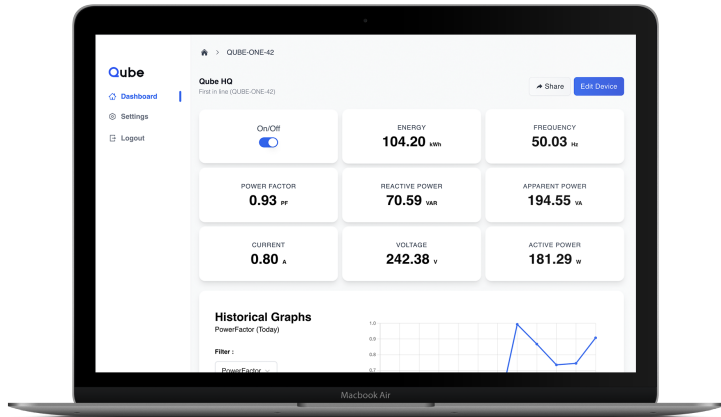 QUBE-ONE-42
Qube
Qube HQ
First in line (QUBE-ONE-42)
Share
Edit Device
Dashboard
Settings
Logout
On/Off
ENERGY
104.20 kWh
FREQUENCY
50.03 Hz
POWER FACTOR
0.93 PF
REACTIVE POWER
70.59 VAR
APPARENT POWER
194.55 VA
CURRENT
0.80 A
VOLTAGE
242.38 V
ACTIVE POWER
181.29 W
Historical Graphs
PowerFactor (Today)
Filter :
PowerFactor
1.0
0.9
0.8
0.7
Macbook Air